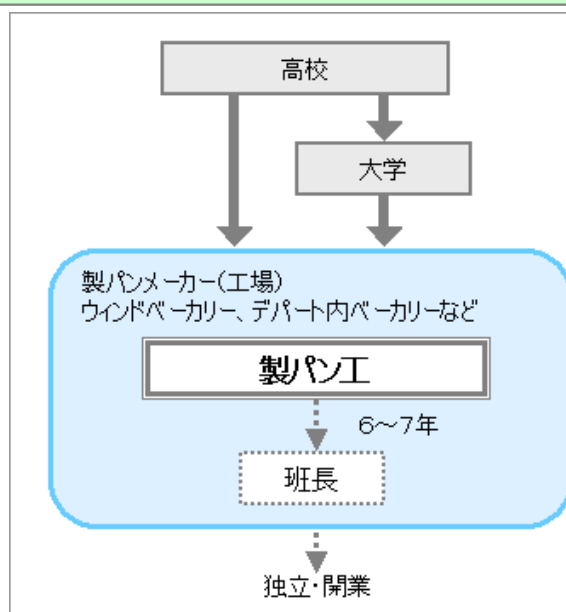 高校
大学
製パンメーカー(工場)
ウィンドベーカリー、デパート内ベーカリーなど
製パン工
6～7年
班長
独立・開業